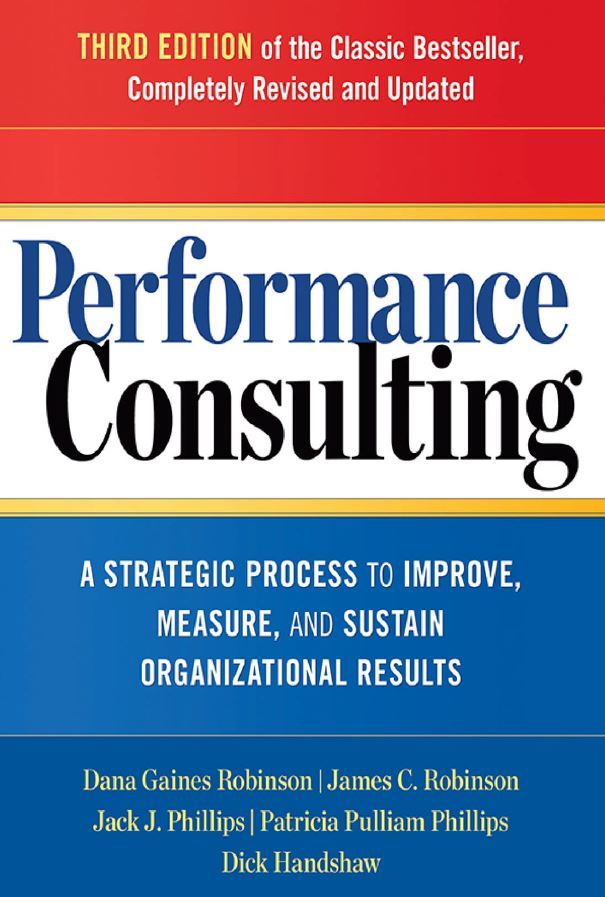 THIRD EDITION of the Classic Bestseller,
Completely Revised and Updated
Performance
Consulting
A STRATEGIC PROCESS TO IMPROVE,
MEASURE, AND SUSTAIN
ORGANIZATIONAL RESULTS
Dana Gaines Robinson | James C. Robinson
Jack J. Phillips | Patricia Pulliam Phillips
Dick Handshaw